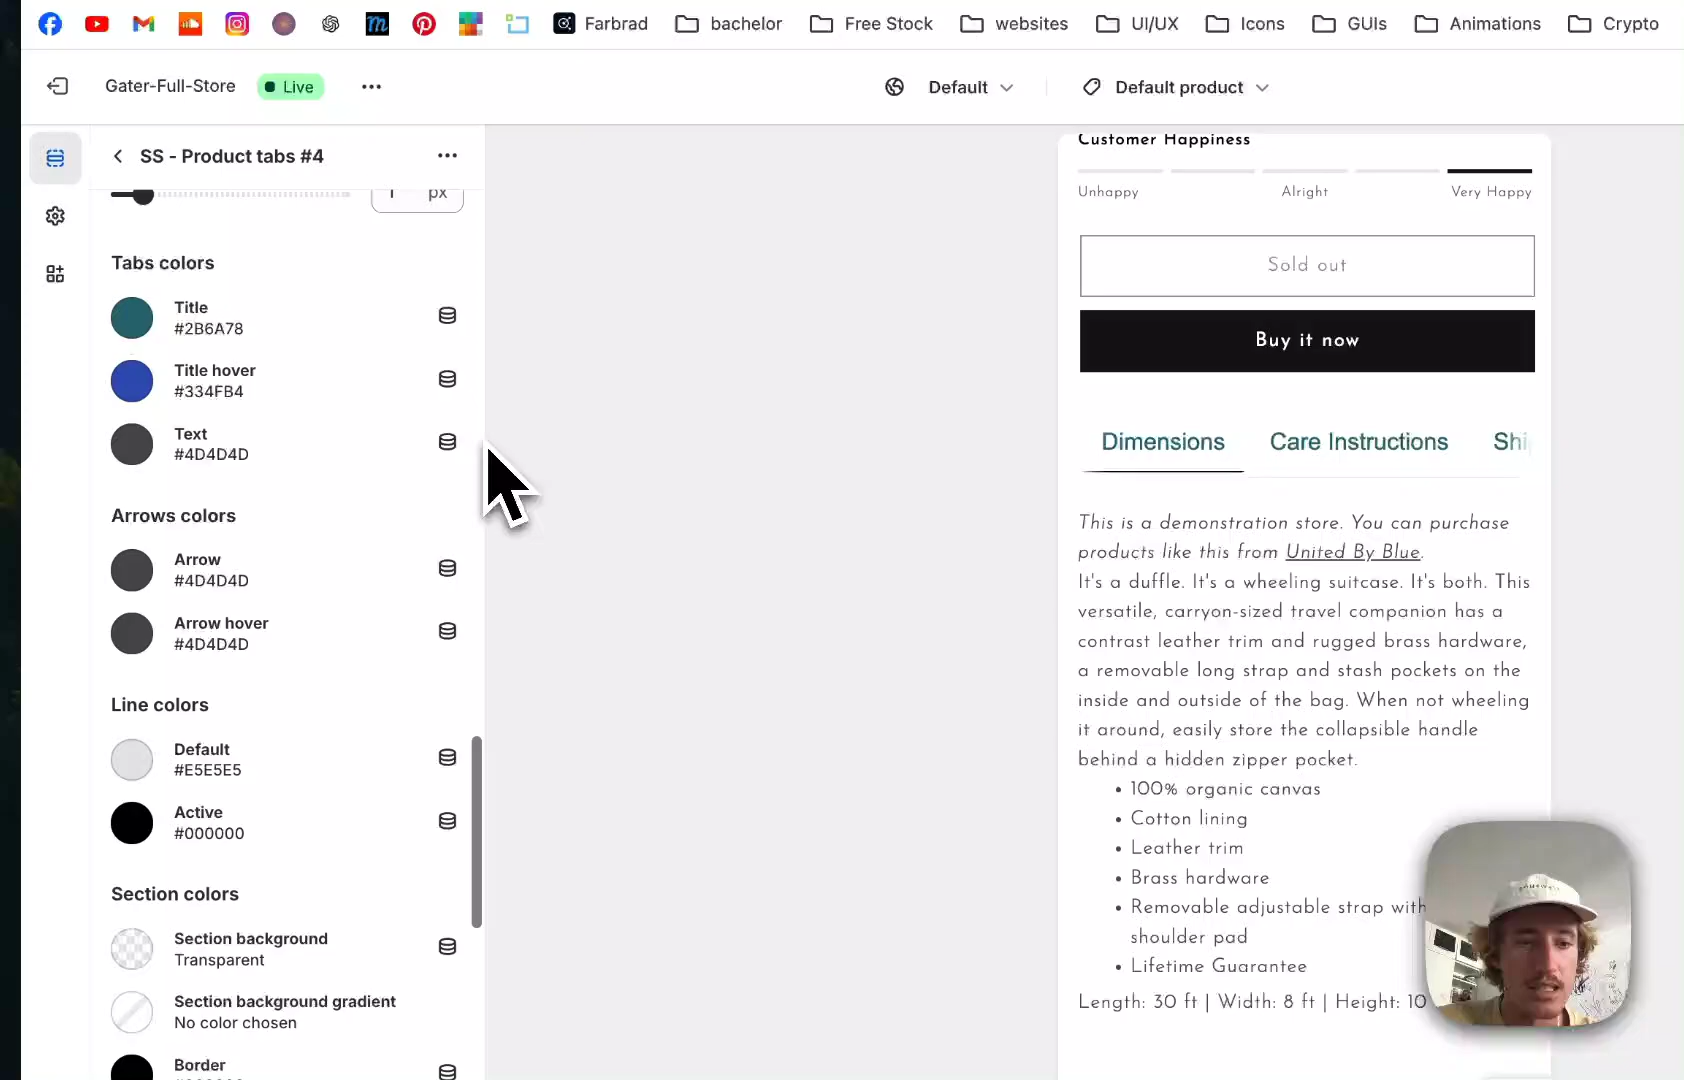 Farbrad
bachelor
Free Stock
websites
UI/UX
Icons
GUIs
Animations
Crypto
Gater-Full-Store
Live
Default
Default product
SS - Product tabs #4
1 px
Tabs colors
Title
#2B6A78
Title hover
#334FB4
Text
#4D4D4D
Arrows colors
Arrow
#4D4D4D
Arrow hover
#4D4D4D
Line colors
Default
#E5E5E5
Active
#000000
Section colors
Section background
Transparent
Section background gradient
No color chosen
Border
Customer Happiness
Unhappy
Alright
Very Happy
Sold out
Buy it now
Dimensions
Care Instructions
Shi
This is a demonstration store. You can purchase
products like this from United By Blue.
It's a duffle. It's a wheeling suitcase. It's both. This
versatile, carryon-sized travel companion has a
contrast leather trim and rugged brass hardware,
a removable long strap and stash pockets on the
inside and outside of the bag. When not wheeling
it around, easily store the collapsible handle
behind a hidden zipper pocket.
• 100% organic canvas
• Cotton lining
• Leather trim
• Brass hardware
• Removable adjustable strap with
shoulder pad
• Lifetime Guarantee
Length: 30 ft | Width: 8 ft | Height: 10